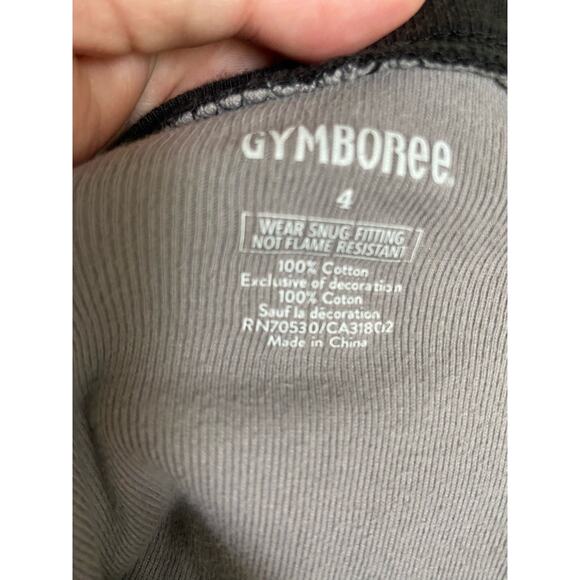 GYMBORee
4
WEAR SNUG FITTING
NOT FLAME RESISTANT
100% Cotton
Exclusive of decoration
100% Coton
Sauf la décoration
RN70530/CA31802
Made in China